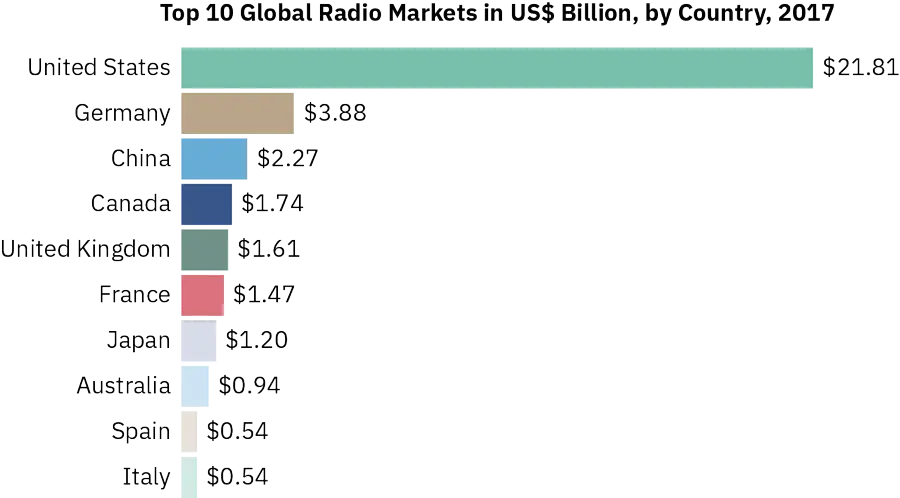 Top 10 Global Radio Markets in US$ Billion, by Country, 2017
United States $21.81
Germany $3.88
China $2.27
Canada $1.74
United Kingdom $1.61
France $1.47
Japan $1.20
Australia $0.94
Spain $0.54
Italy $0.54